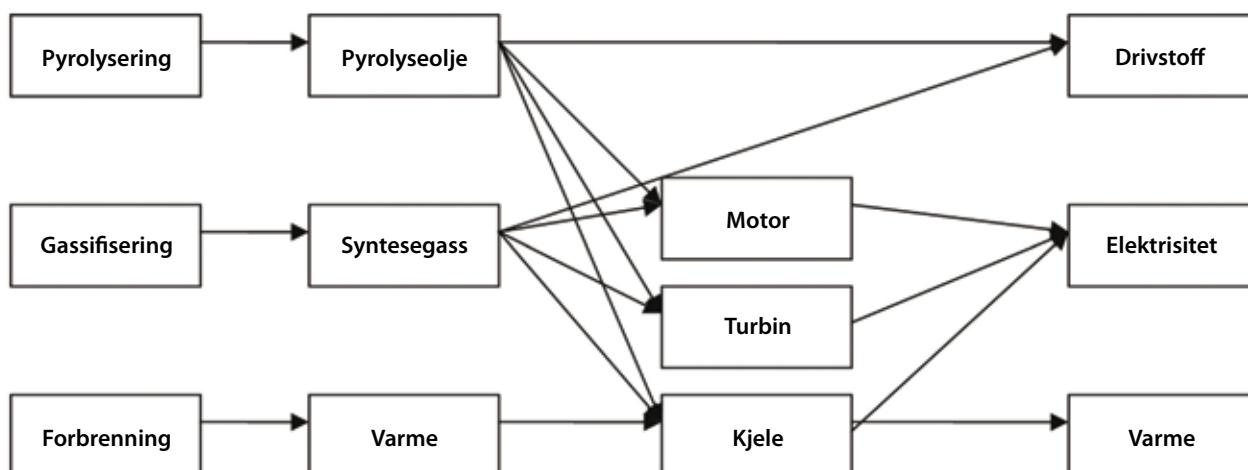 Pyrolysering
Pyrolyseolje
Drivstoff
Motor
Gassifisering
Syntesegass
Elektrisitet
Turbin
Forbrenning
Varme
Kjele
Varme